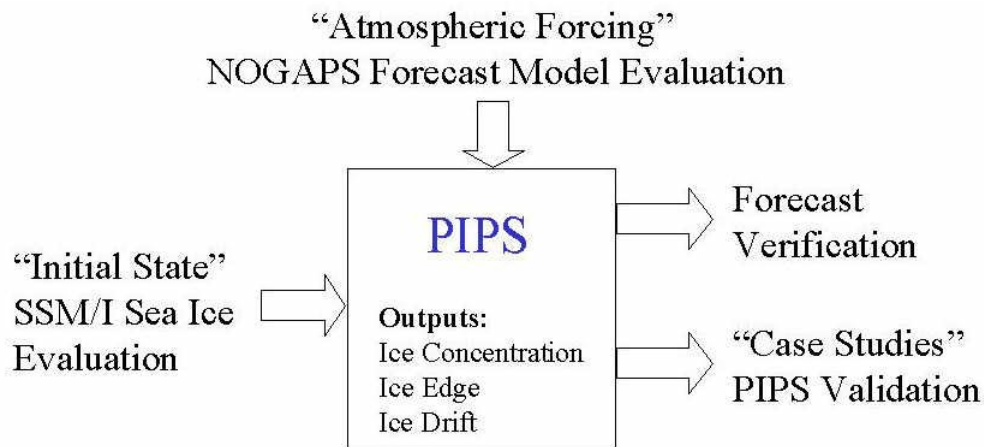 “Atmospheric Forcing”
NOGAPS Forecast Model Evaluation
“Initial State”
SSM/I Sea Ice
Evaluation
PIPS
Outputs:
Ice Concentration
Ice Edge
Ice Drift
Forecast
Verification
“Case Studies”
PIPS Validation